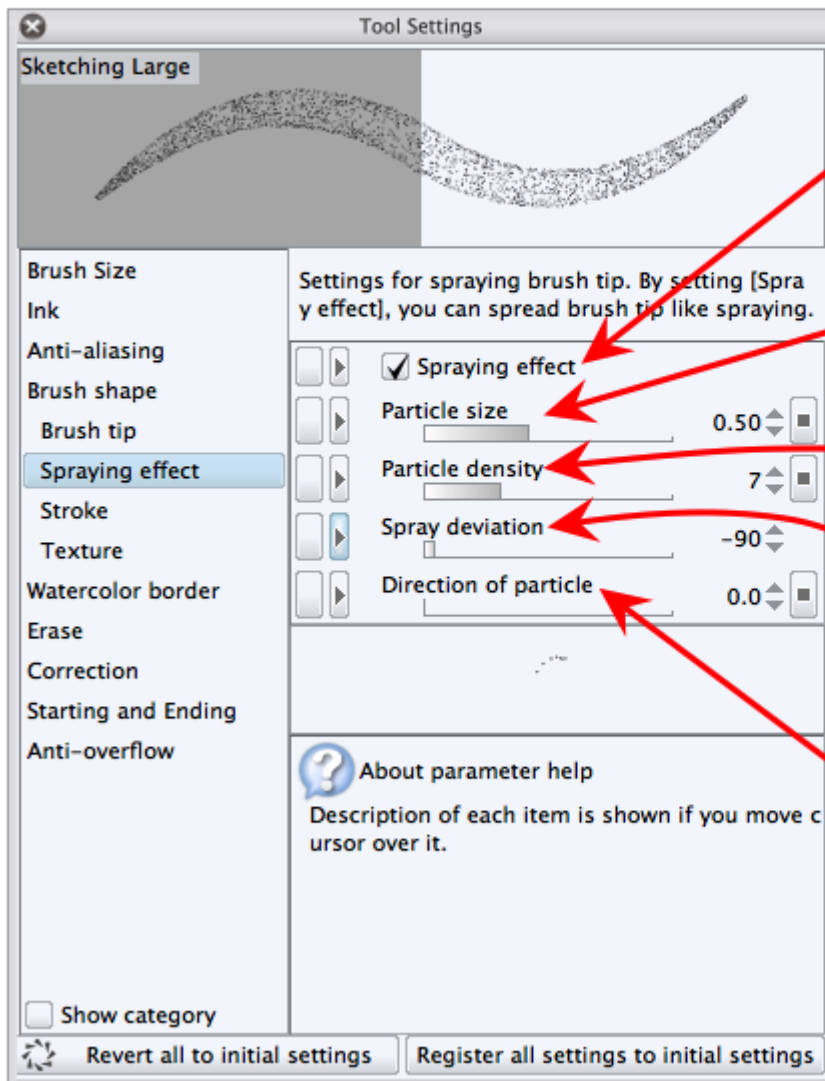 Tool Settings
Sketching Large
Brush Size
Ink
Anti-aliasing
Brush shape
Brush tip
Spraying effect
Stroke
Texture
Watercolor border
Erase
Correction
Starting and Ending
Anti-overflow
Show category
Settings for spraying brush tip. By setting [Spra
y effect], you can spread brush tip like spraying.
Spraying effect
Particle size 0.50
Particle density 7
Spray deviation -90
Direction of particle 0.0
About parameter help
Description of each item is shown if you move c
ursor over it.
Revert all to initial settings
Register all settings to initial settings